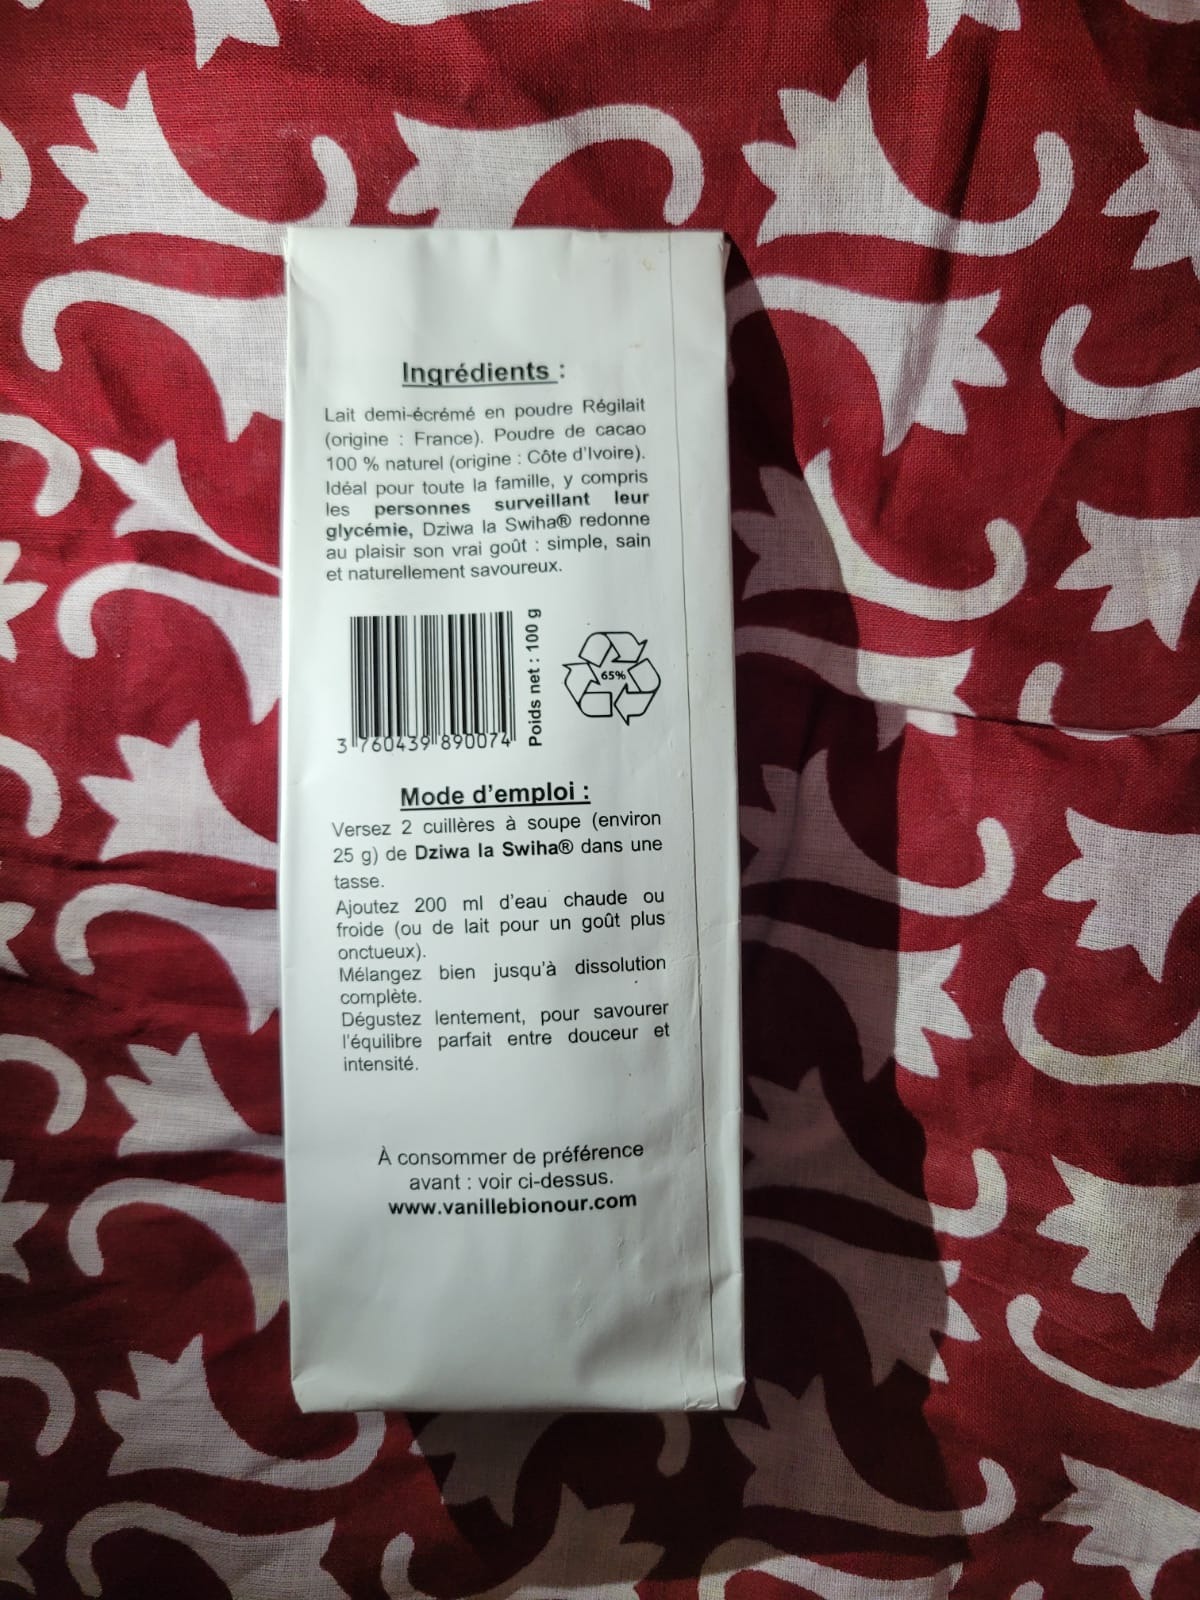 Ingrédients :
Lait demi-écrémé en poudre Régilait
(origine : France). Poudre de cacao
100 % naturel (origine : Côte d'Ivoire).
Idéal pour toute la famille, y compris
les personnes surveillant leur
glycémie, Dziwa la Swiha® redonne
au plaisir son vrai goût : simple, sain
et naturellement savoureux.
3 760439 890074
Poids net : 100 g
65%
Mode d'emploi :
Versez 2 cuillères à soupe (environ
25 g) de Dziwa la Swiha® dans une
tasse.
Ajoutez 200 ml d'eau chaude ou
froide (ou de lait pour un goût plus
onctueux).
Mélangez bien jusqu'à dissolution
complète.
Dégustez lentement, pour savourer
l'équilibre parfait entre douceur et
intensité.
À consommer de préférence
avant : voir ci-dessus.
www.vanillebionour.com